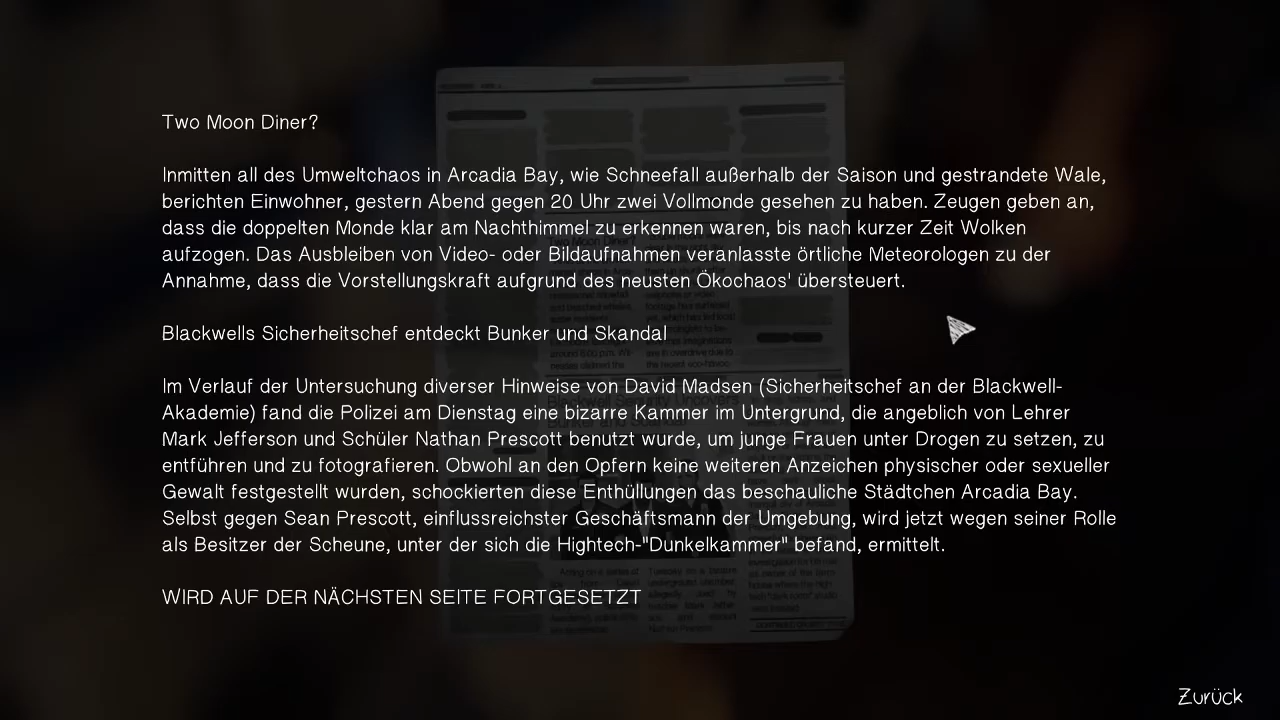 Two Moon Diner?
Inmitten all des Umweltchaos in Arcadia Bay, wie Schneefall außerhalb der Saison und gestrandete Wale,
berichten Einwohner, gestern Abend gegen 20 Uhr zwei Vollmonde gesehen zu haben. Zeugen geben an,
dass die doppelten Monde klar am Nachthimmel zu erkennen waren, bis nach kurzer Zeit Wolken
aufzogen. Das Ausbleiben von Video- oder Bildaufnahmen veranlasste örtliche Meteorologen zu der
Annahme, dass die Vorstellungskraft aufgrund des neusten Ökochaos' übersteuert.
Blackwells Sicherheitschef entdeckt Bunker und Skandal
Im Verlauf der Untersuchung diverser Hinweise von David Madsen (Sicherheitschef an der Blackwell-
Akademie) fand die Polizei am Dienstag eine bizarre Kammer im Untergrund, die angeblich von Lehrer
Mark Jefferson und Schüler Nathan Prescott benutzt wurde, um junge Frauen unter Drogen zu setzen, zu
entführen und zu fotografieren. Obwohl an den Opfern keine weiteren Anzeichen physischer oder sexueller
Gewalt festgestellt wurden, schockierten diese Enthüllungen das beschauliche Städtchen Arcadia Bay.
Selbst gegen Sean Prescott, einflussreichster Geschäftsmann der Umgebung, wird jetzt wegen seiner Rolle
als Besitzer der Scheune, unter der sich die Hightech-"Dunkelkammer" befand, ermittelt.
WIRD AUF DER NÄCHSTEN SEITE FORTGESETZT
Zurück